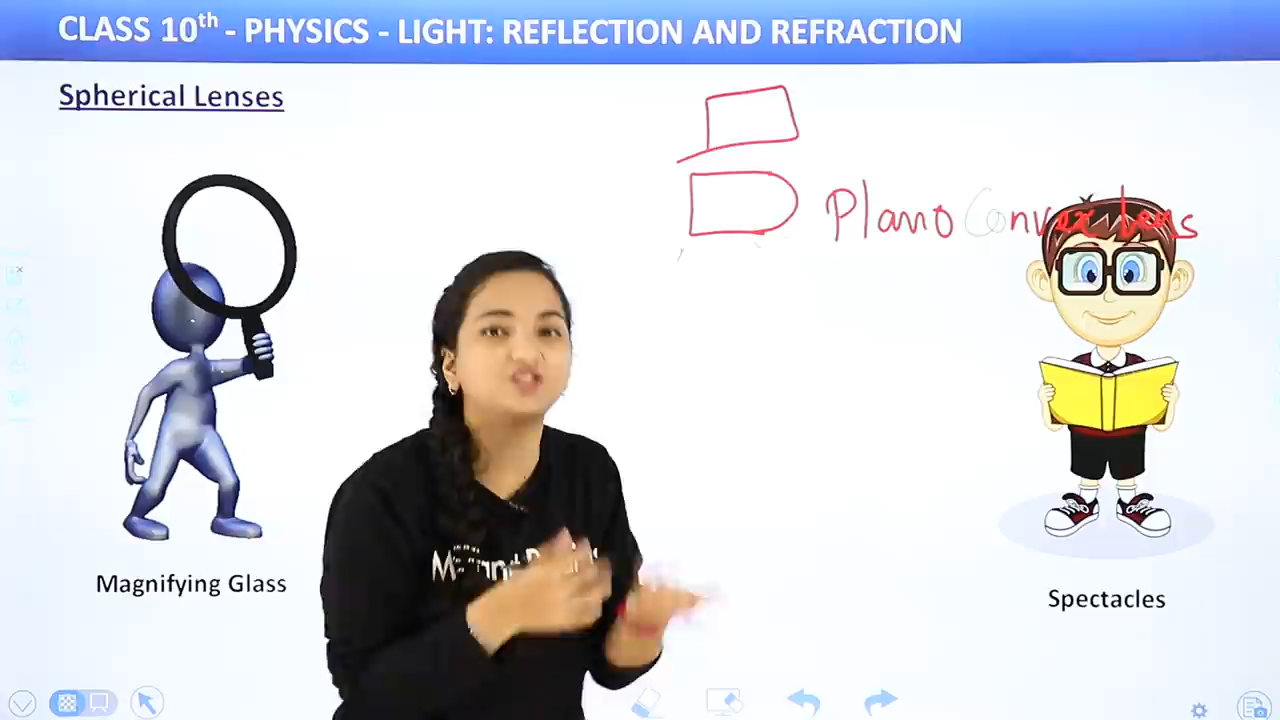 CLASS 10th - PHYSICS - LIGHT: REFLECTION AND REFRACTION
Spherical Lenses
Plano Convex lens
Magnifying Glass
Spectacles